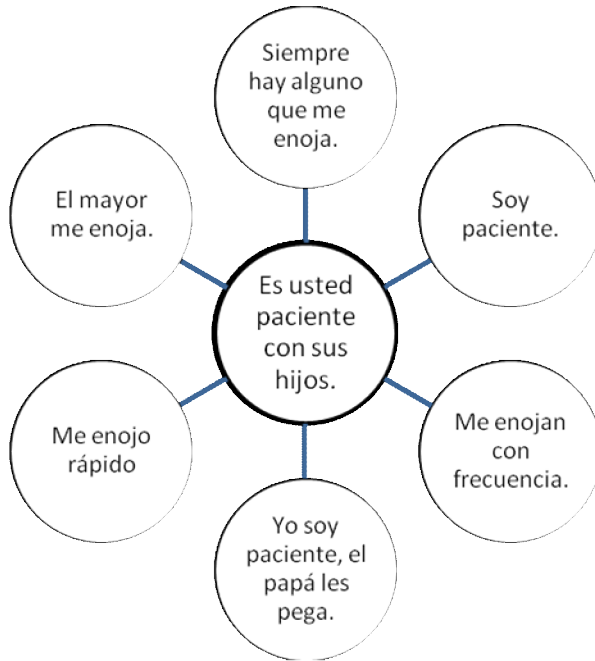 Siempre
hay alguno
que me
enoja.
El mayor
me enoja.
Soy
paciente.
Es usted
paciente
con sus
hijos.
Me enojo
rápido
Me enojan
con
frecuencia.
Yo soy
paciente, el
papá les
pega.